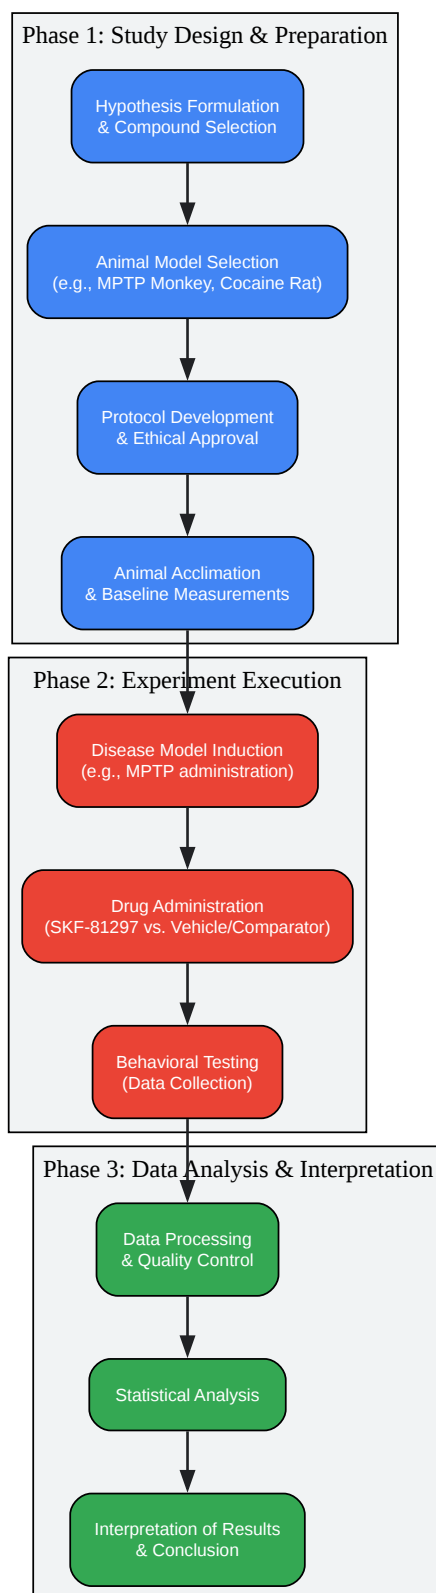 Phase 1: Study Design & Preparation
Hypothesis Formulation
& Compound Selection
Animal Model Selection
(e.g., MPTP Monkey, Cocaine Rat)
Protocol Development
& Ethical Approval
Animal Acclimation
& Baseline Measurements
Phase 2: Experiment Execution
Disease Model Induction
(e.g., MPTP administration)
Drug Administration
(SKF-81297 vs. Vehicle/Comparator)
Behavioral Testing
(Data Collection)
Phase 3: Data Analysis & Interpretation
Data Processing
& Quality Control
Statistical Analysis
Interpretation of Results
& Conclusion